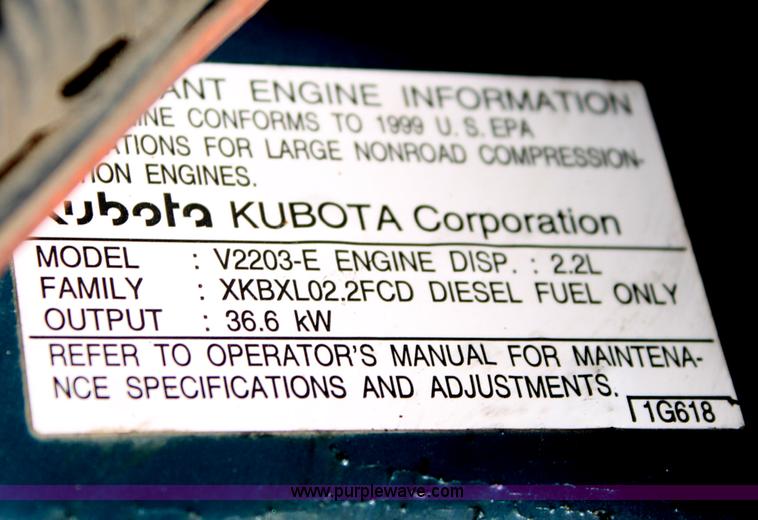 ANT ENGINE INFORMATION
INE CONFORMS TO 1999 U.S. EPA
ATIONS FOR LARGE NONROAD COMPRESSION-
ION ENGINES.
Kubota KUBOTA Corporation
MODEL : V2203-E ENGINE DISP. : 2.2L
FAMILY : XKBXL02.2FCD DIESEL FUEL ONLY
OUTPUT : 36.6 kW
REFER TO OPERATOR'S MANUAL FOR MAINTENA-
NCE SPECIFICATIONS AND ADJUSTMENTS.
1G618
www.purplewave.com